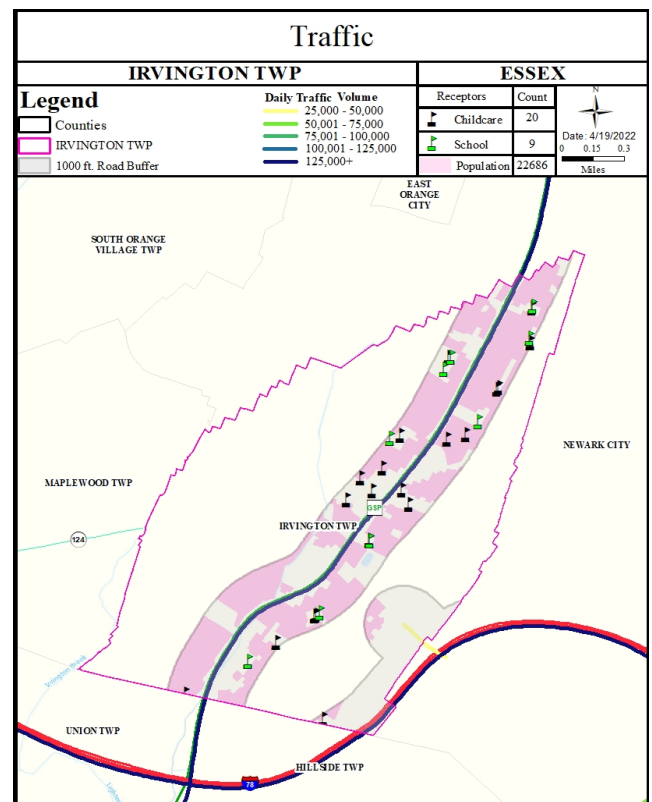 Traffic
IRVINGTON TWP
ESSEX
Legend
Counties
IRVINGTON TWP
1000 ft. Road Buffer
Daily Traffic Volume
25,000 - 50,000
50,001 - 75,000
75,001 - 100,000
100,001 - 125,000
125,000+
Receptors Count
Childcare 20
School 9
Population 22686
N
Date: 4/19/2022
0 0.15 0.3
Miles
EAST
ORANGE
CITY
SOUTH ORANGE
VILLAGE TWP
NEWARK CITY
MAPLEWOOD TWP
GSP
IRVINGTON TWP
124
UNION TWP
HILLSIDE TWP
78